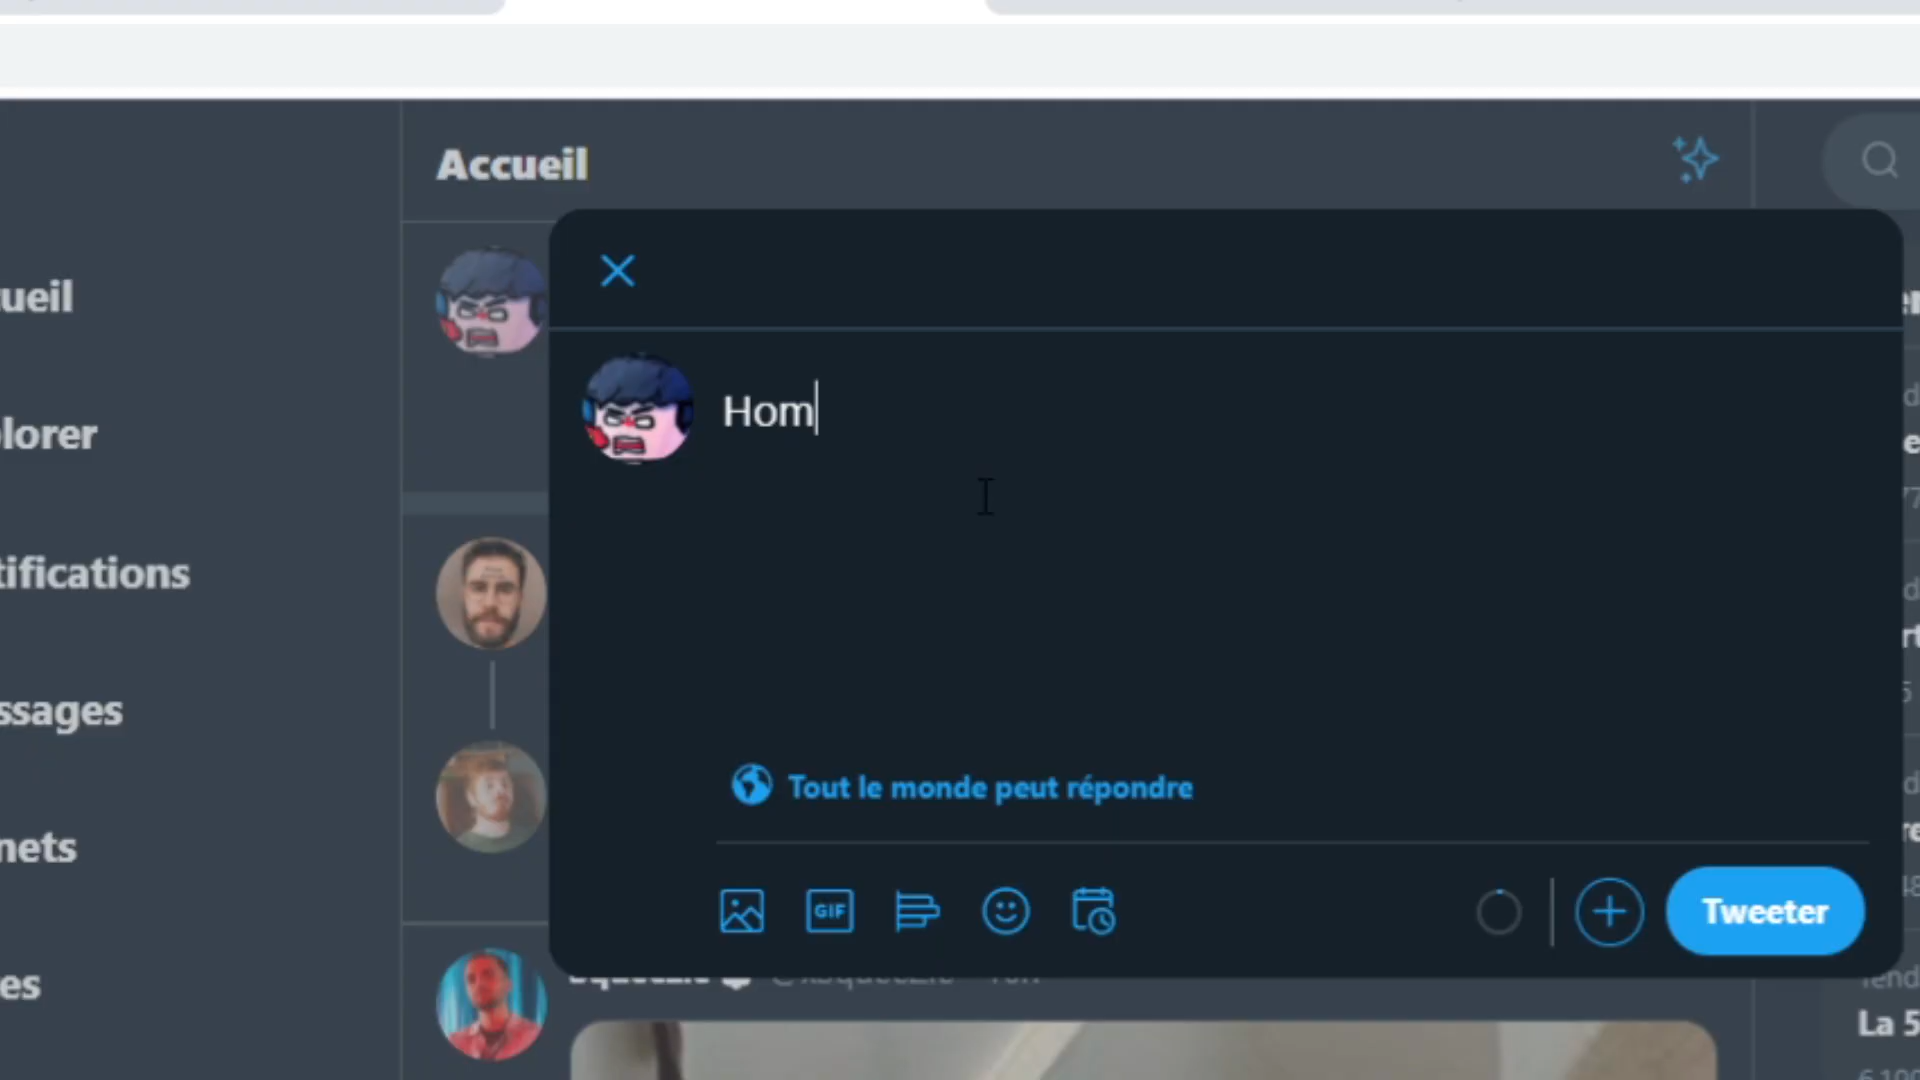 Accueil
ueil
lorer
Hom
tifications
ssages
Tout le monde peut répondre
nets
GIF
Tweeter
es
La 5